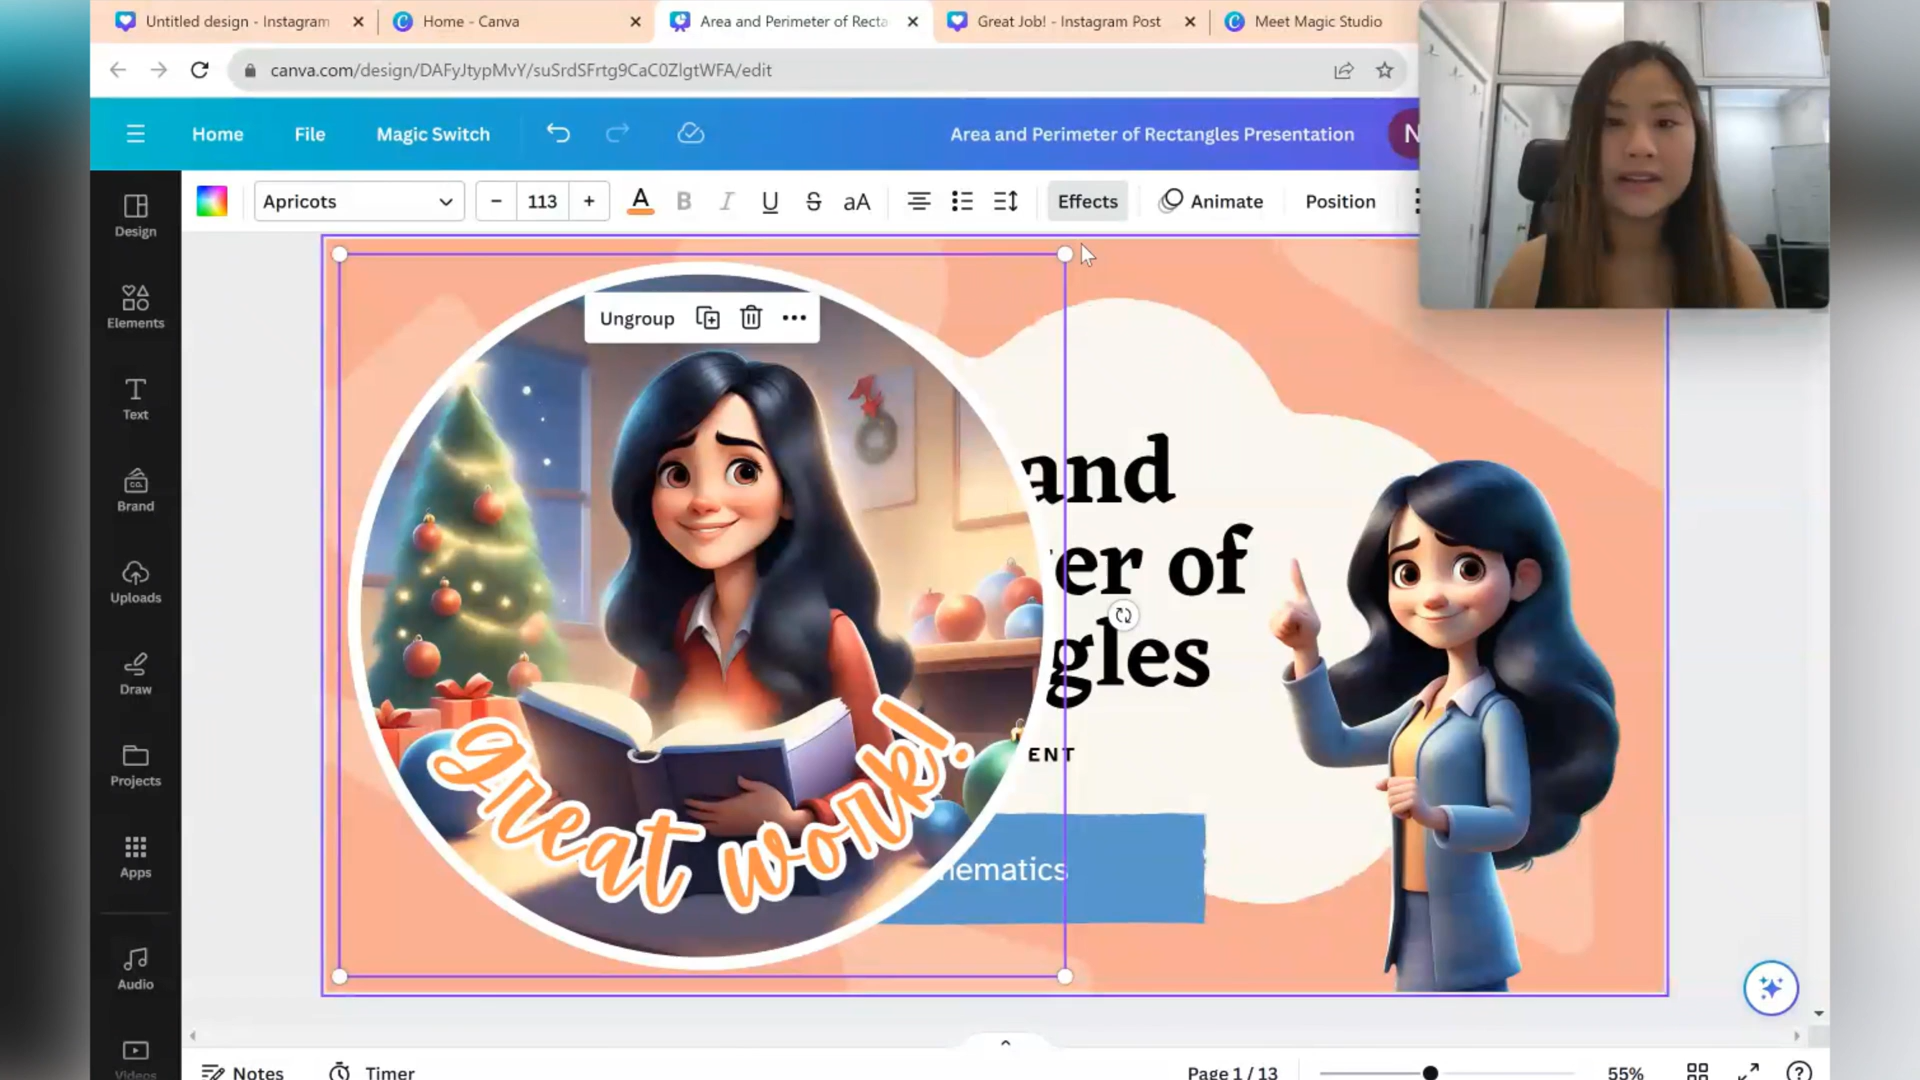 Untitled design - Instagram
Home - Canva
Area and Perimeter of Recta
Great Job! - Instagram Post
Meet Magic Studio
canva.com/design/DAFyJtypMvY/suSrdSFrtg9CaC0ZlgtWFA/edit
Home
File
Magic Switch
Area and Perimeter of Rectangles Presentation
N
Apricots
113
A
B
I
U
S
aA
Effects
Animate
Position
Design
Elements
Text
Brand
Uploads
Draw
Projects
Apps
Audio
Videos
Ungroup
and
er of
gles
ENT
hematics
great work!
Notes
Timer
Page 1 / 13
55%